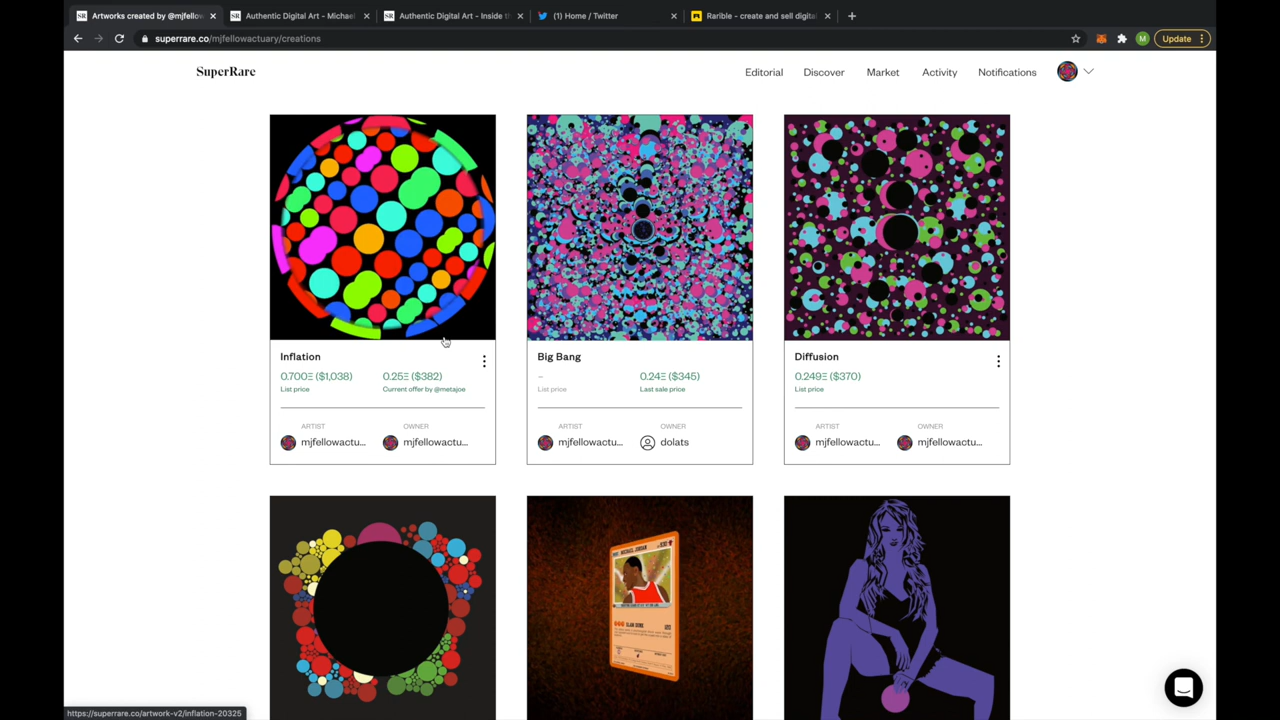 Artworks created by @mjfellow
Authentic Digital Art - Michael
Authentic Digital Art - Inside th
(1) Home / Twitter
Rarible - create and sell digital
superrare.co/mjfellowactuary/creations
M
Update
SuperRare
Editorial
Discover
Market
Activity
Notifications
Inflation
0.700Ξ ($1,038)
0.25Ξ ($382)
List price
Current offer by @metajoe
ARTIST
OWNER
mjfellowactu...
mjfellowactu...
Big Bang
–
0.24Ξ ($345)
List price
Last sale price
ARTIST
OWNER
mjfellowactu...
dolats
Diffusion
0.249Ξ ($370)
List price
ARTIST
OWNER
mjfellowactu...
mjfellowactu...
MICHAEL JORDAN
SLAM DUNK
https://superrare.co/artwork-v2/inflation-20325